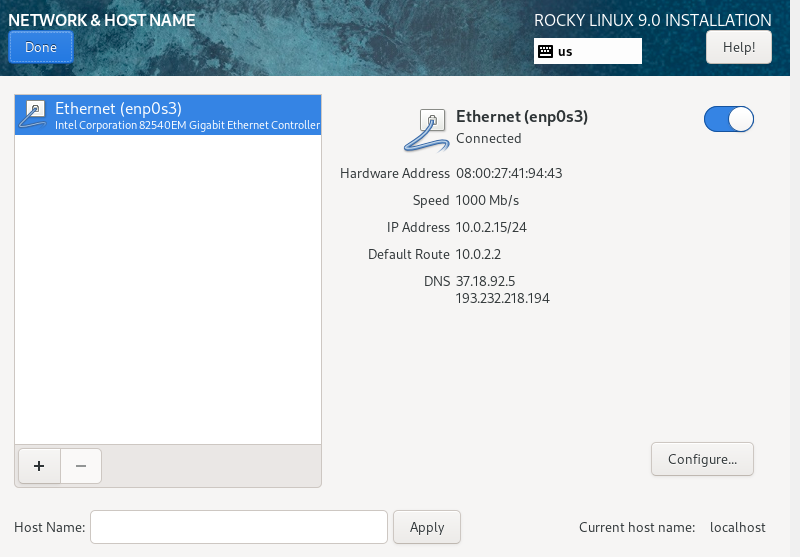 NETWORK & HOST NAME
ROCKY LINUX 9.0 INSTALLATION
Done
us
Help!
Ethernet (enp0s3)
Intel Corporation 82540EM Gigabit Ethernet Controller
Ethernet (enp0s3)
Connected
Hardware Address 08:00:27:41:94:43
Speed 1000 Mb/s
IP Address 10.0.2.15/24
Default Route 10.0.2.2
DNS 37.18.92.5
193.232.218.194
+ −
Configure...
Host Name:
Apply
Current host name: localhost